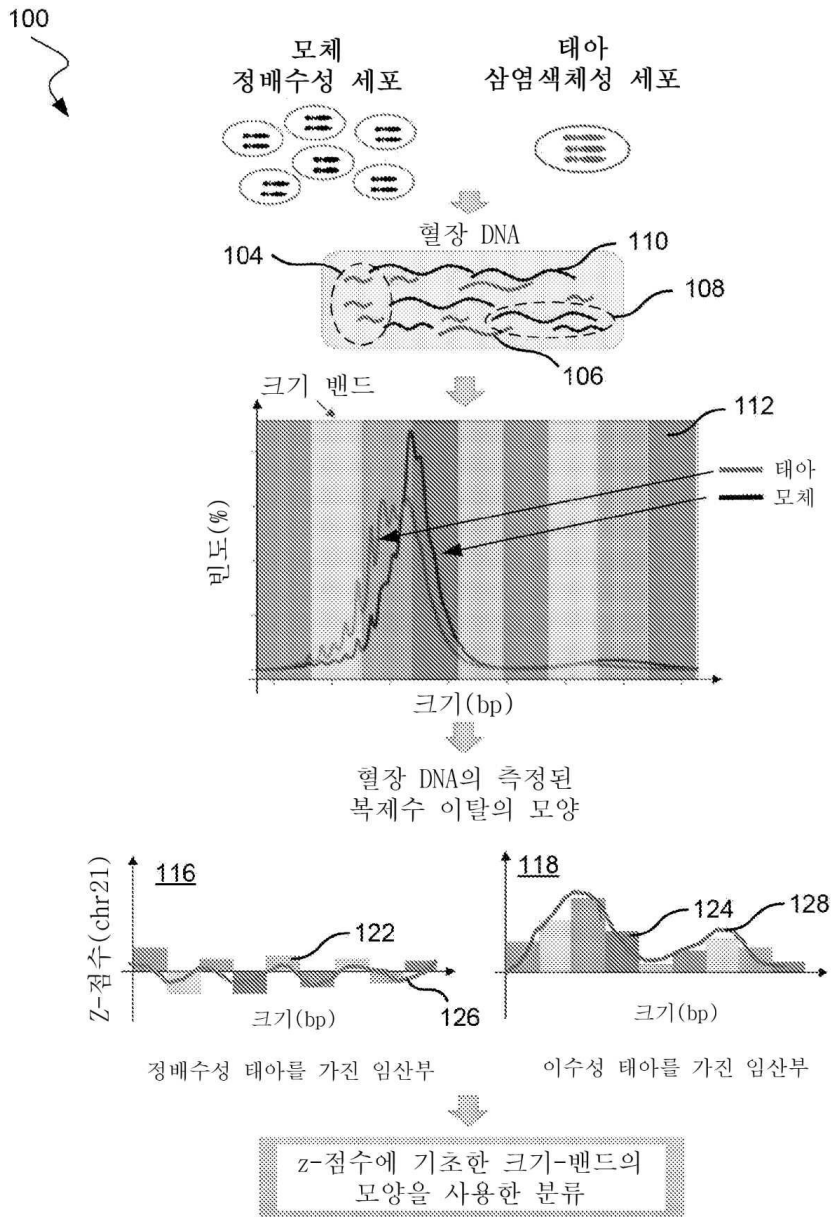 100
모체
정배수성 세포
태아
삼염색체성 세포
혈장 DNA
104
110
108
106
크기 밴드
112
태아
모체
빈도(%)
크기(bp)
혈장 DNA의 측정된
복제수 이탈의 모양
Z-점수(chr21)
116
122
126
크기(bp)
정배수성 태아를 가진 임산부
118
124
128
크기(bp)
이수성 태아를 가진 임산부
z-점수에 기초한 크기-밴드의
모양을 사용한 분류